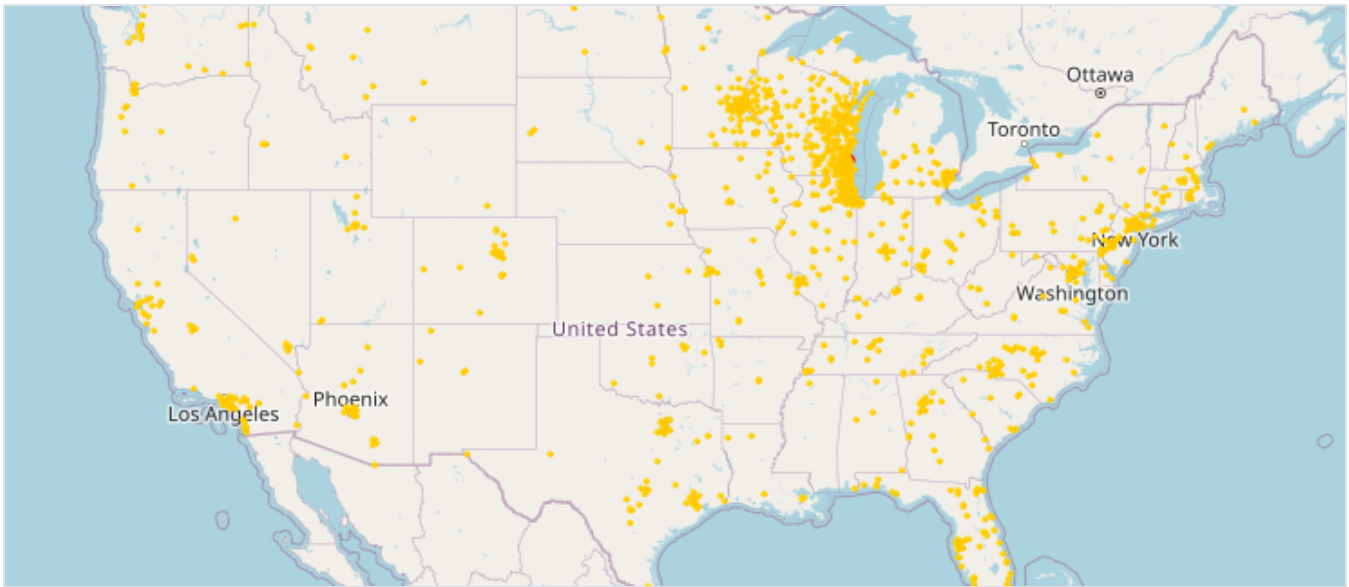 Ottawa
Toronto
New York
Washington
United States
Phoenix
Los Angeles